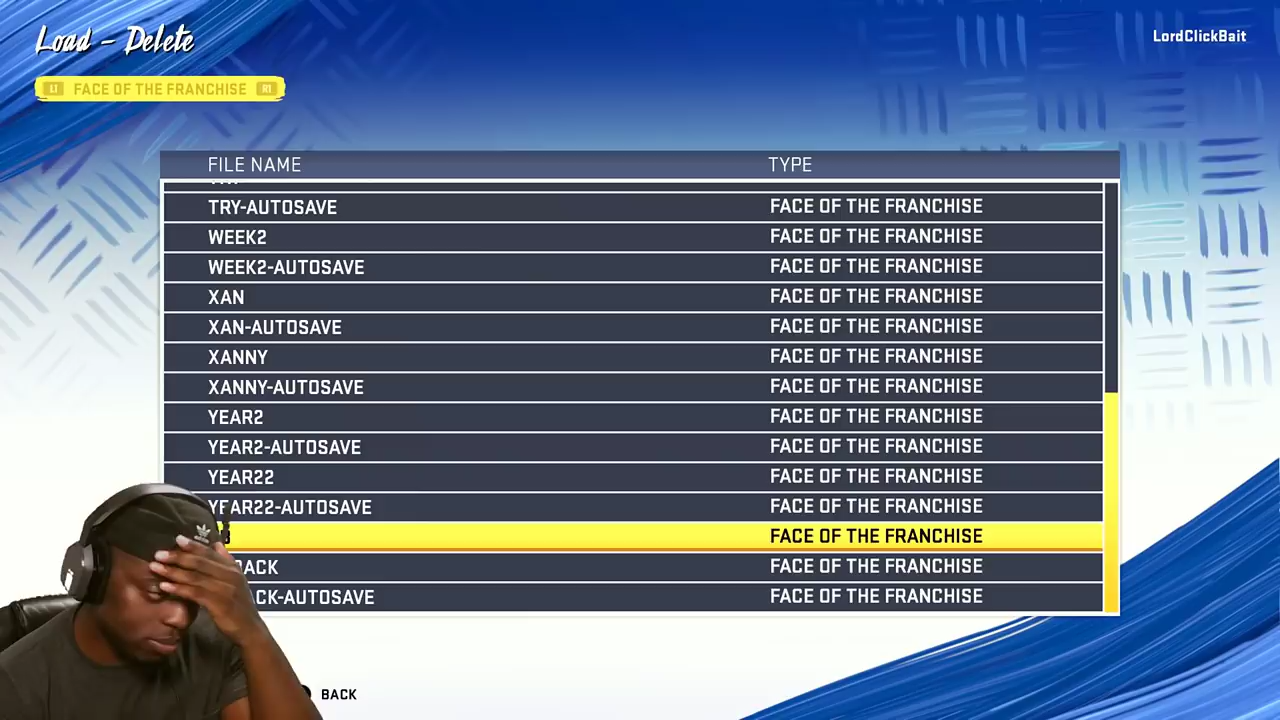 Load - Delete
LordClickBait
L1 FACE OF THE FRANCHISE R1
FILE NAME TYPE
TRY-AUTOSAVE FACE OF THE FRANCHISE
WEEK2 FACE OF THE FRANCHISE
WEEK2-AUTOSAVE FACE OF THE FRANCHISE
XAN FACE OF THE FRANCHISE
XAN-AUTOSAVE FACE OF THE FRANCHISE
XANNY FACE OF THE FRANCHISE
XANNY-AUTOSAVE FACE OF THE FRANCHISE
YEAR2 FACE OF THE FRANCHISE
YEAR2-AUTOSAVE FACE OF THE FRANCHISE
YEAR22 FACE OF THE FRANCHISE
YEAR22-AUTOSAVE FACE OF THE FRANCHISE
FACE OF THE FRANCHISE
FACE OF THE FRANCHISE
FACE OF THE FRANCHISE
BACK